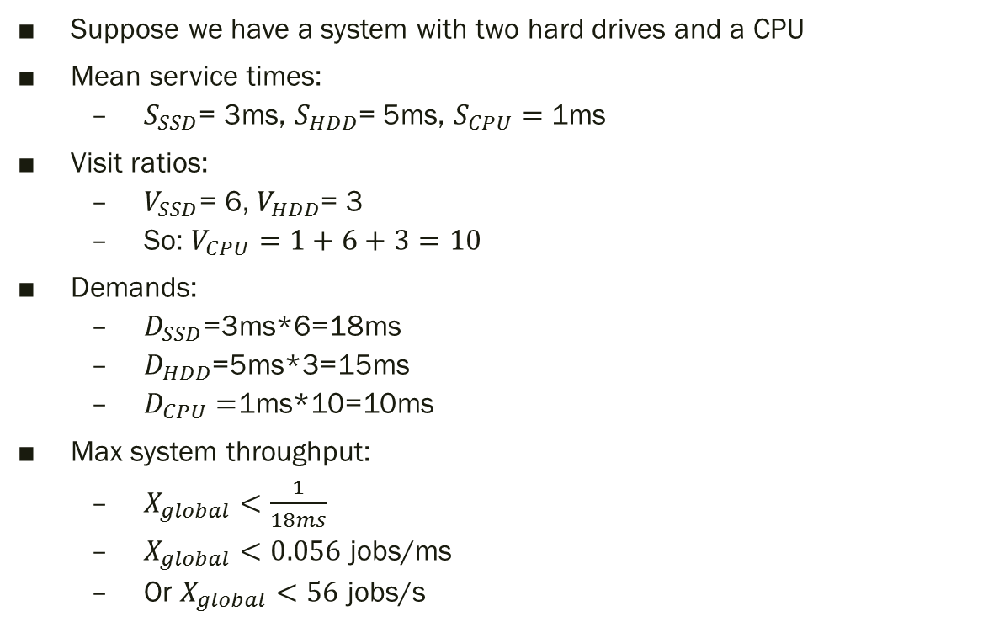 ■ Suppose we have a system with two hard drives and a CPU
■ Mean service times:
– $S_{SSD}$= 3ms, $S_{HDD}$= 5ms, $S_{CPU}$ = 1ms
■ Visit ratios:
– $V_{SSD}$= 6, $V_{HDD}$= 3
– So: $V_{CPU}$ = 1 + 6 + 3 = 10
■ Demands:
– $D_{SSD}$=3ms*6=18ms
– $D_{HDD}$=5ms*3=15ms
– $D_{CPU}$ =1ms*10=10ms
■ Max system throughput:
– $X_{global} < \frac{1}{18ms}$
– $X_{global}$ < 0.056 jobs/ms
– Or $X_{global}$ < 56 jobs/s